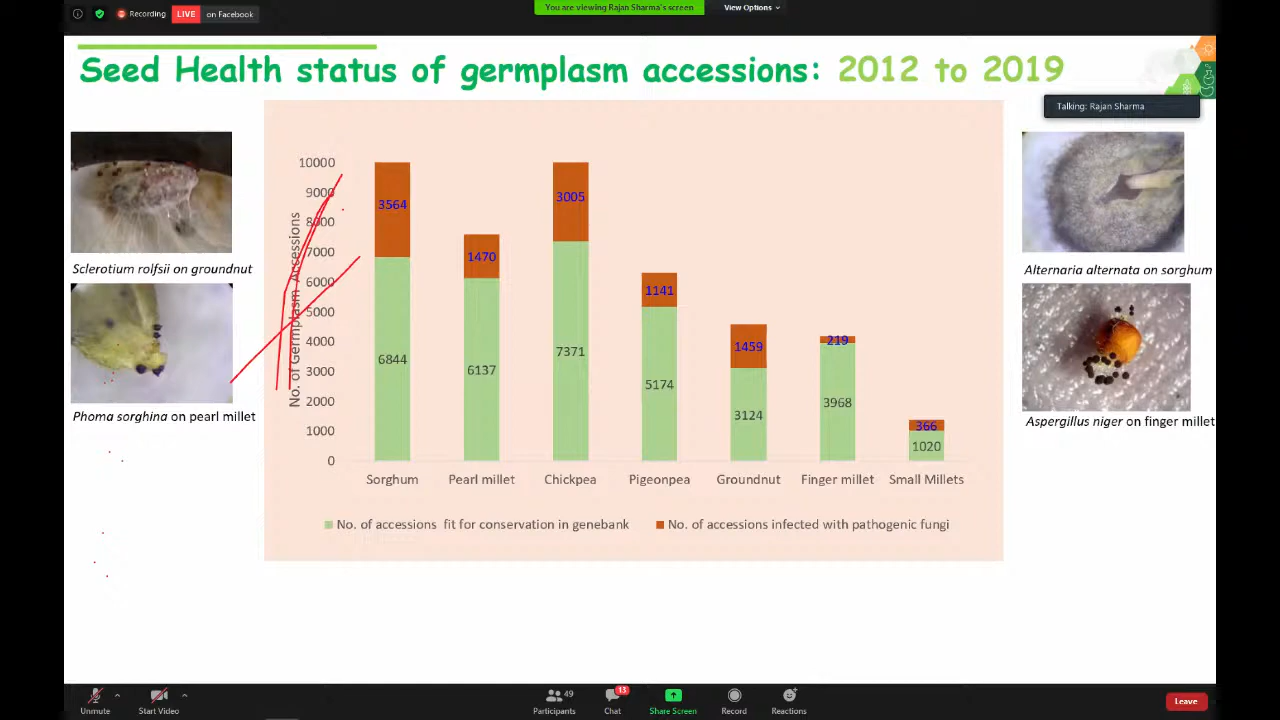 Recording
LIVE
on Facebook
You are viewing Rajan Sharma's screen
View Options
Seed Health status of germplasm accessions: 2012 to 2019
Talking: Rajan Sharma
Sclerotium rolfsii on groundnut
Phoma sorghina on pearl millet
No. of Germplasm Accessions
10000
9000
8000
7000
6000
5000
4000
3000
2000
1000
0
3564
6844
1470
6137
3005
7371
1141
5174
1459
3124
219
3968
366
1020
Sorghum
Pearl millet
Chickpea
Pigeonpea
Groundnut
Finger millet
Small Millets
No. of accessions fit for conservation in genebank
No. of accessions infected with pathogenic fungi
Alternaria alternata on sorghum
Aspergillus niger on finger millet
Unmute
Start Video
49
Participants
13
Chat
Share Screen
Record
Reactions
Leave